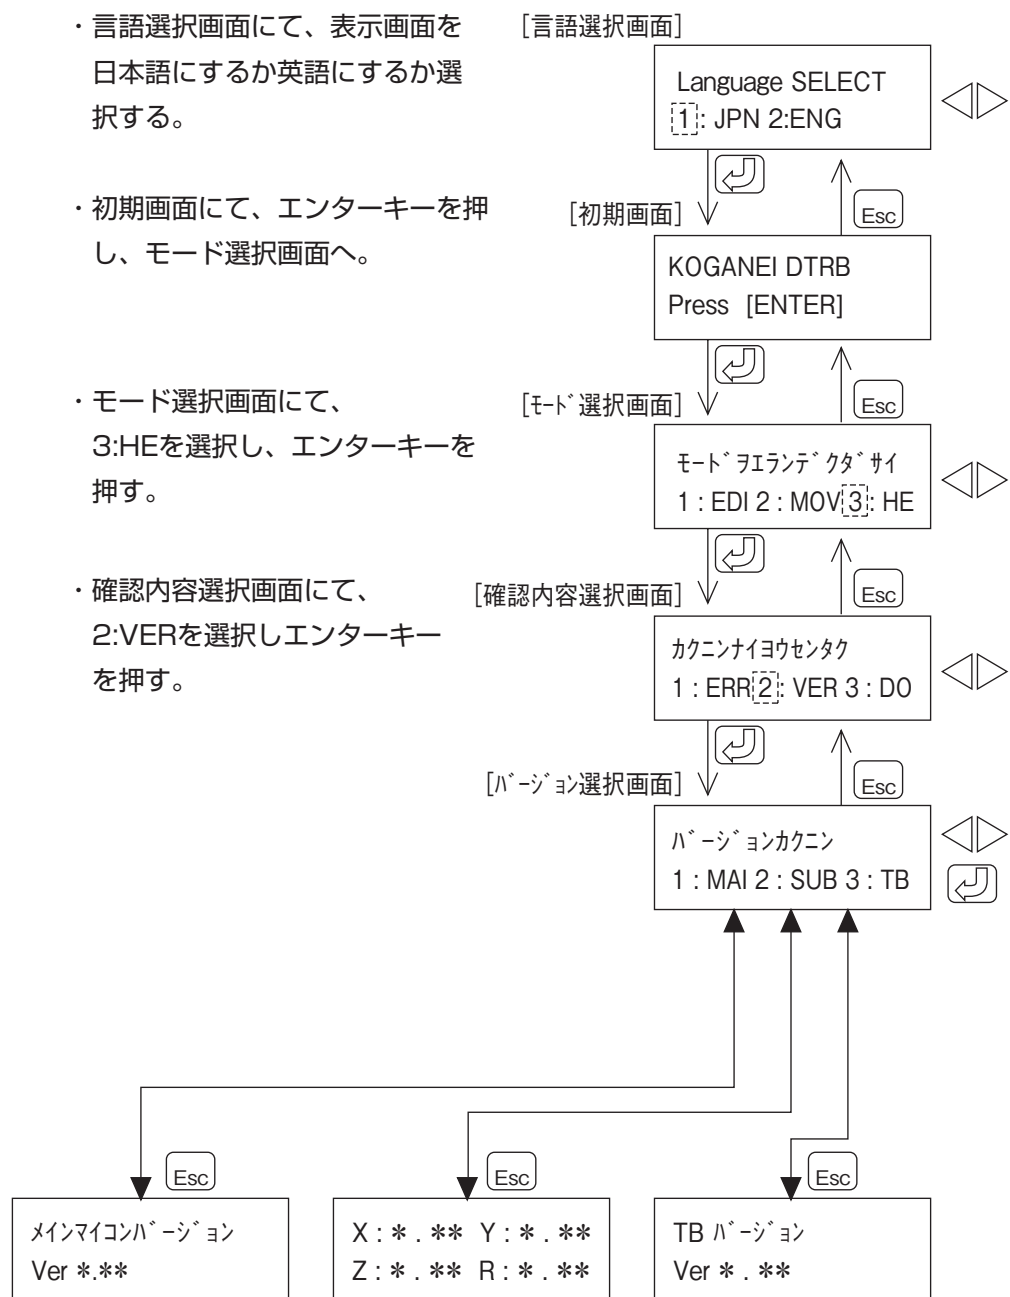 ・言語選択画面にて、表示画面を
日本語にするか英語にするか選
択する。
[言語選択画面]
Language SELECT
1: JPN 2:ENG
Esc
・初期画面にて、エンターキーを押
し、モード選択画面へ。
[初期画面]
KOGANEI DTRB
Press [ENTER]
Esc
・モード選択画面にて、
3:HEを選択し、エンターキーを
押す。
[ﾓｰﾄﾞ選択画面]
ﾓｰﾄﾞｦｴﾗﾝﾃﾞｸﾀﾞｻｲ
1 : EDI 2 : MOV 3 : HE
Esc
・確認内容選択画面にて、
2:VERを選択しエンターキー
を押す。
[確認内容選択画面]
ｶｸﾆﾝﾅｲﾖｳｾﾝﾀｸ
1 : ERR 2 : VER 3 : DO
Esc
[ﾊﾞｰｼﾞｮﾝ選択画面]
ﾊﾞｰｼﾞｮﾝｶｸﾆﾝ
1 : MAI 2 : SUB 3 : TB
Esc
ﾒｲﾝﾏｲｺﾝﾊﾞｰｼﾞｮﾝ
Ver *.**
Esc
X : * . ** Y : * . **
Z : * . ** R : * . **
Esc
TB ﾊﾞｰｼﾞｮﾝ
Ver * . **